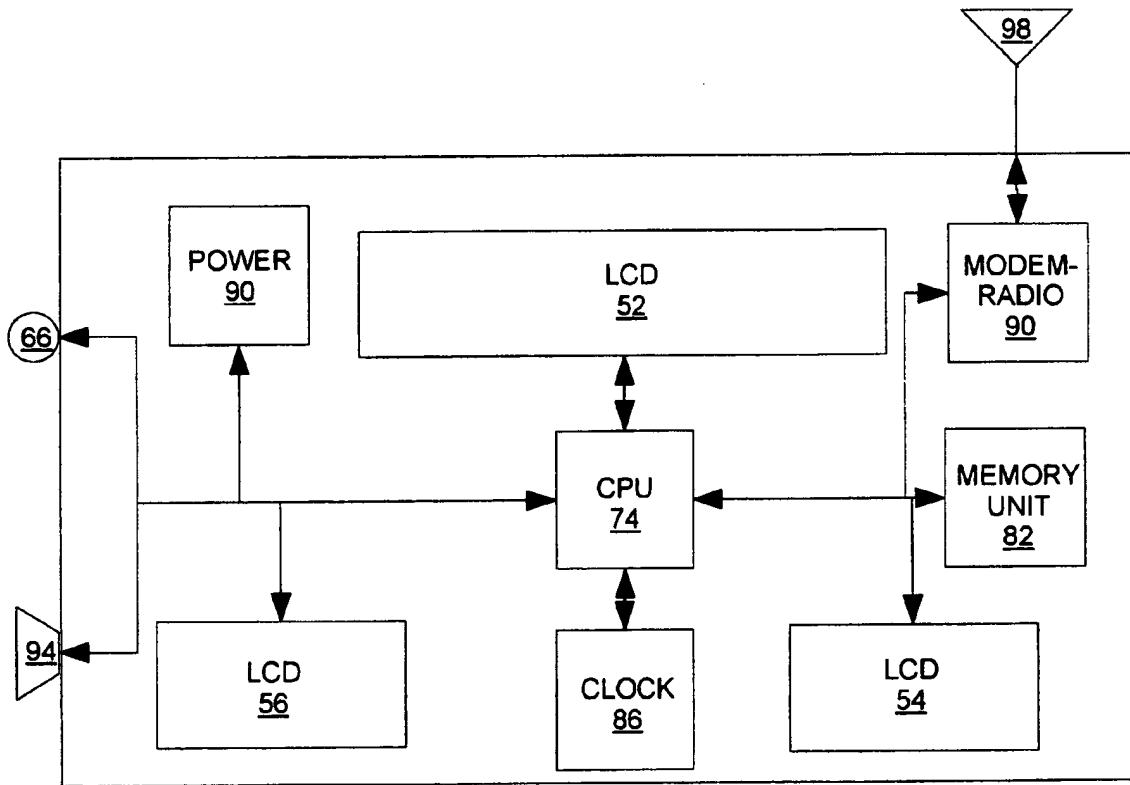 98
POWER
90
LCD
52
MODEM-
RADIO
90
66
CPU
74
MEMORY
UNIT
82
94
LCD
56
CLOCK
86
LCD
54